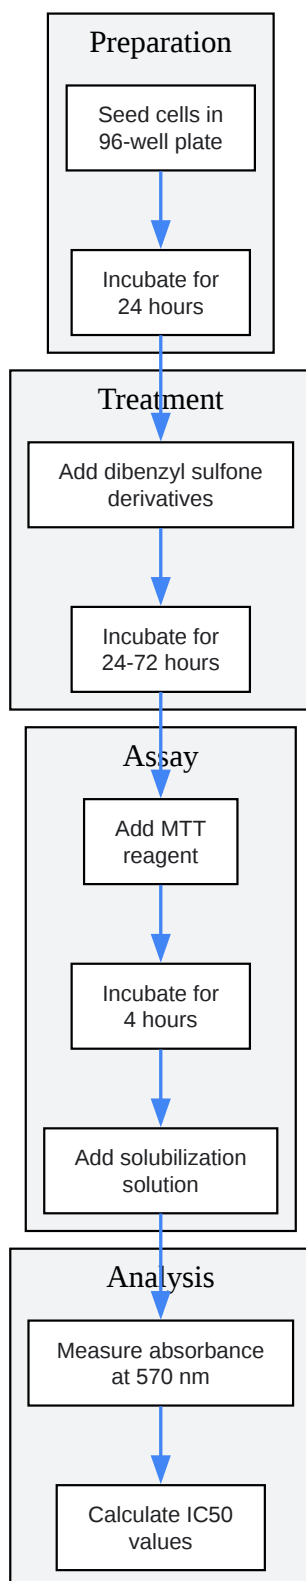 Preparation
Seed cells in
96-well plate
Incubate for
24 hours
Treatment
Add dibenzyl sulfone
derivatives
Incubate for
24-72 hours
Assay
Add MTT
reagent
Incubate for
4 hours
Add solubilization
solution
Analysis
Measure absorbance
at 570 nm
Calculate IC50
values